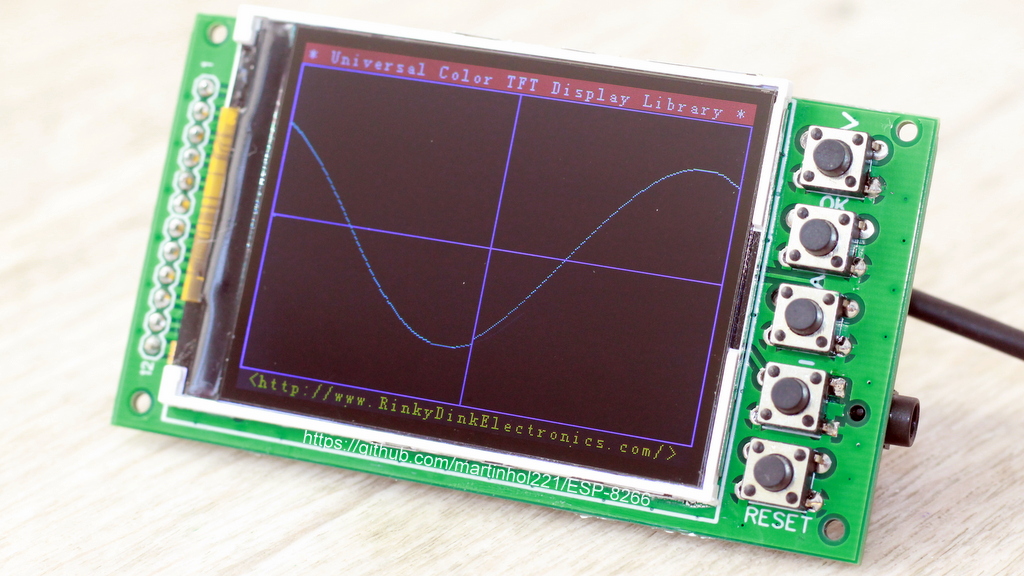 * Universal Color TFT Display Library *
<http://www.RinkyDinkElectronics.com/>
https://github.com/martinhol221/ESP-8266
1
12
OK
RESET